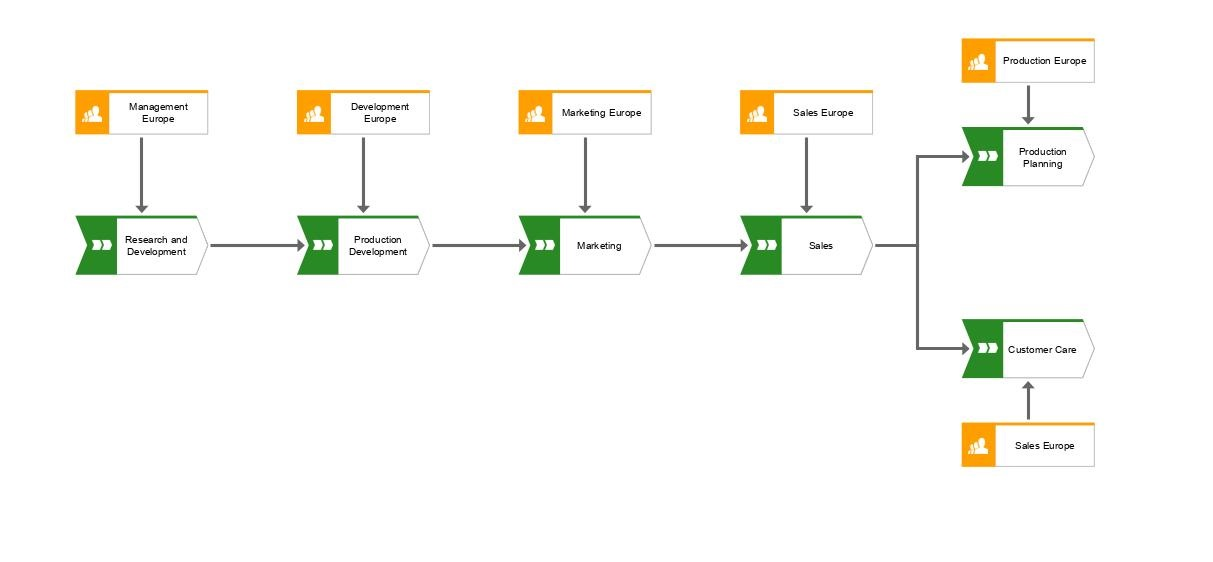 Production Europe
Management
Europe
Development
Europe
Marketing Europe
Sales Europe
Production
Planning
Research and
Development
Production
Development
Marketing
Sales
Customer Care
Sales Europe